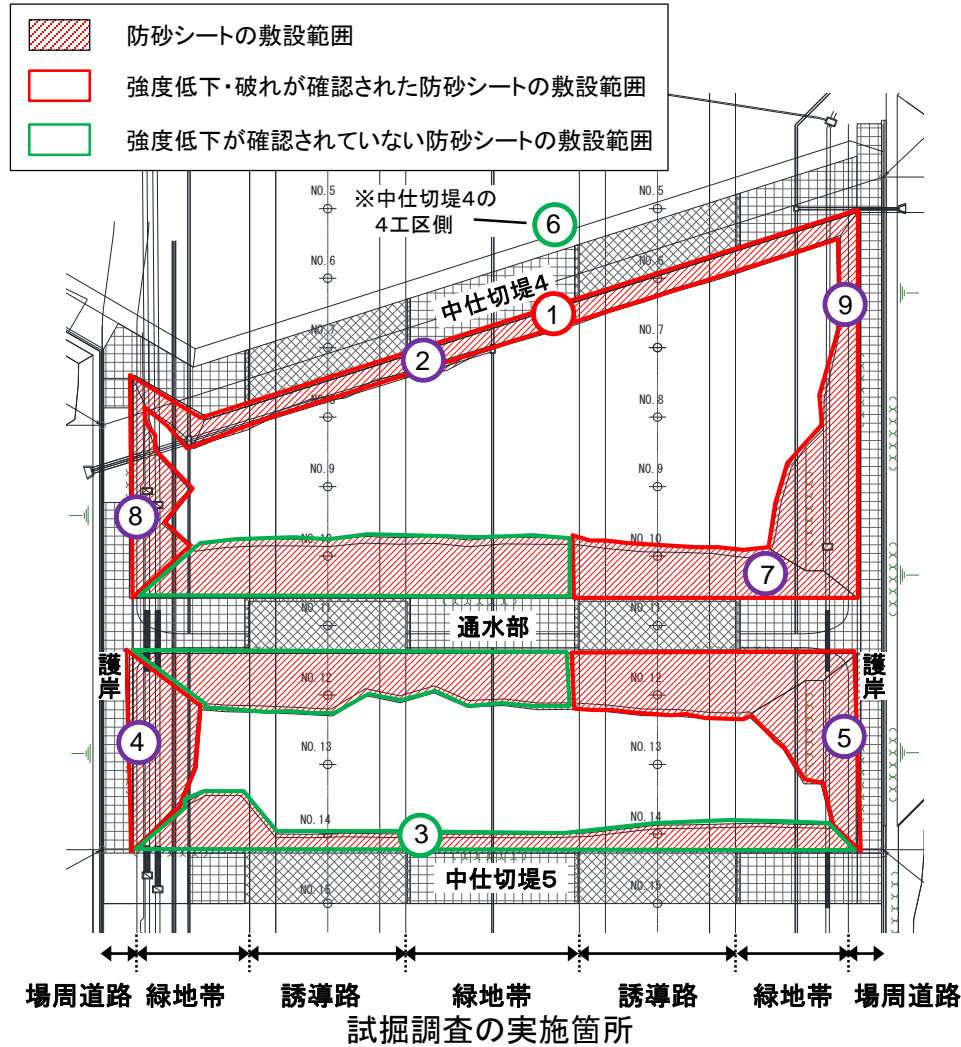 防砂シートの敷設範囲
強度低下・破れが確認された防砂シートの敷設範囲
強度低下が確認されていない防砂シートの敷設範囲
NO.5
NO.5
※中仕切堤4の
4工区側
6
NO.6
NO.6
中仕切堤4
1
9
NO.7
NO.7
2
NO.8
NO.8
NO.9
NO.9
8
NO.10
NO.10
7
NO.11
NO.11
通水部
護岸
護岸
NO.12
NO.12
4
5
NO.13
NO.13
NO.14
NO.14
3
中仕切堤5
NO.15
NO.15
場周道路 緑地帯 誘導路 緑地帯 誘導路 緑地帯 場周道路
試掘調査の実施箇所